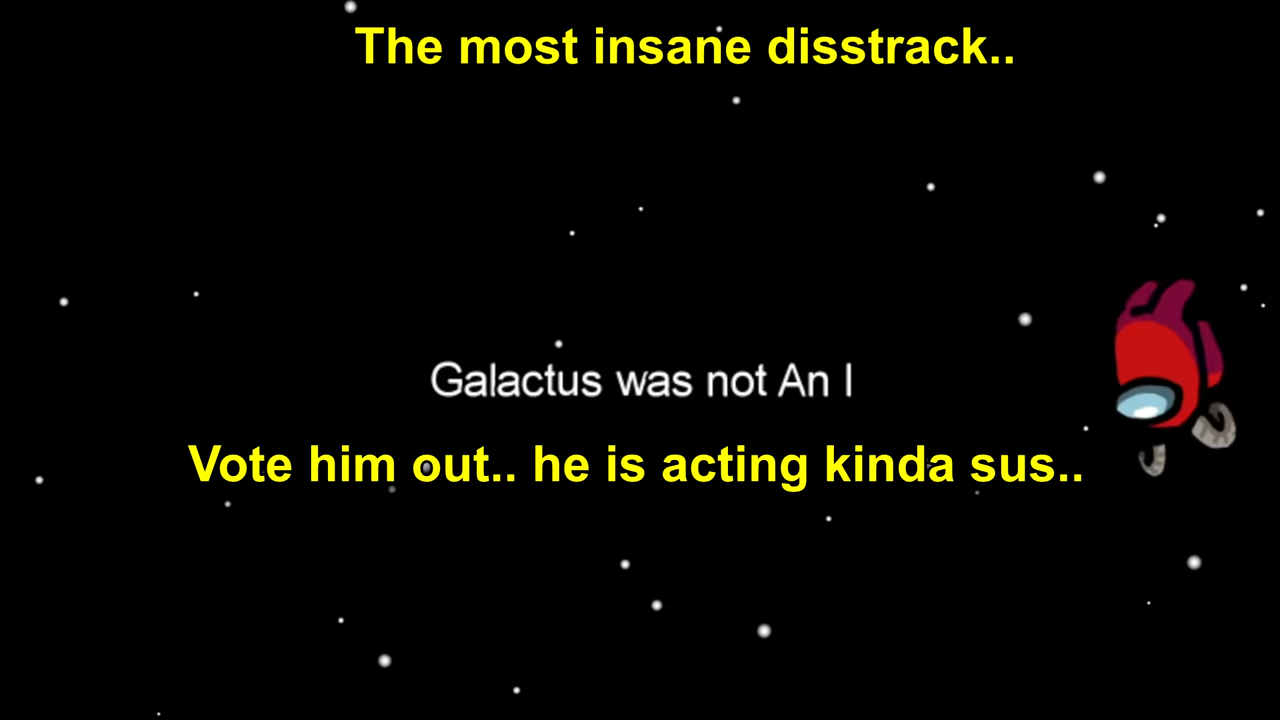 The most insane disstrack..
Galactus was not An I
Vote him out.. he is acting kinda sus..